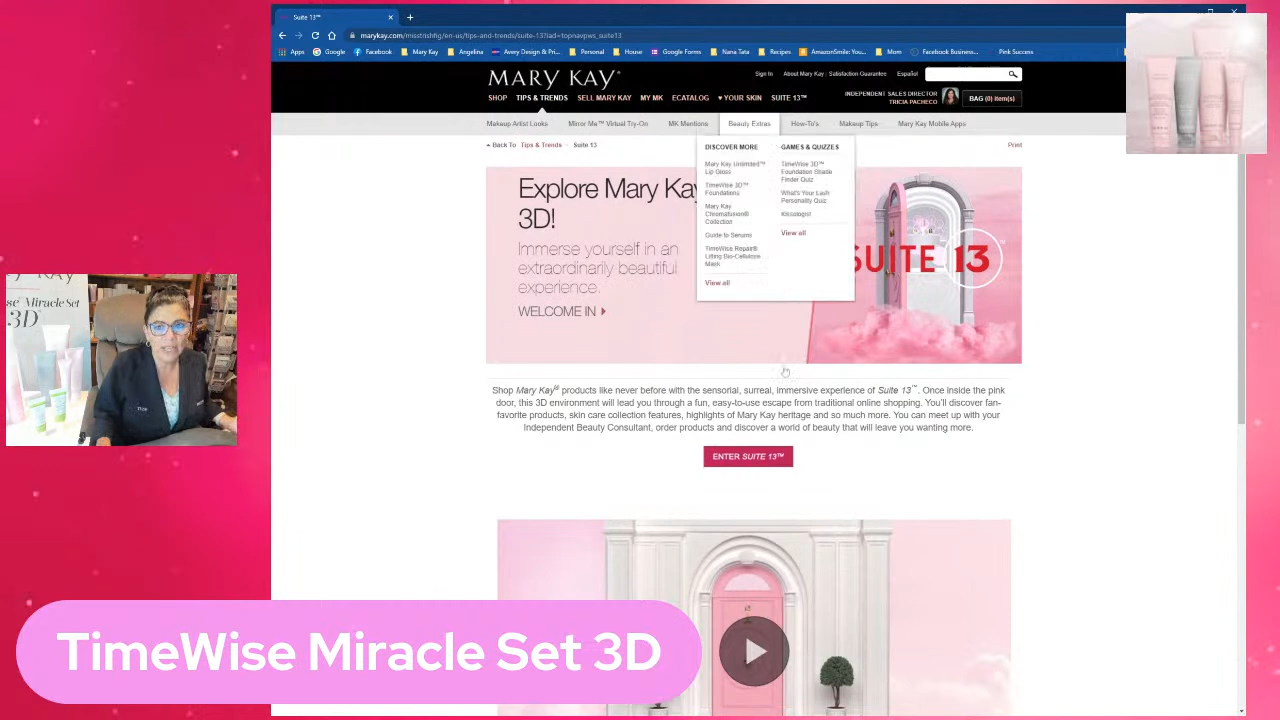 Suite 13™
marykay.com/misstrishfig/en-us/tips-and-trends/suite-13?iad=topnavpws_suite13
Apps Google Facebook Mary Kay Angelina Avery Design & Pri... Personal House Google Forms Nana Tata Recipes AmazonSmile: You... Mom Facebook Business... Pink Success
MARY KAY®
Sign In About Mary Kay Satisfaction Guarantee Español
SHOP TIPS & TRENDS SELL MARY KAY MY MK ECATALOG ♥ YOUR SKIN SUITE 13™
INDEPENDENT SALES DIRECTOR
TRICIA PACHECO
BAG (0) Item(s)
Makeup Artist Looks Mirror Me™ Virtual Try-On MK Mentions Beauty Extras How-To's Makeup Tips Mary Kay Mobile Apps
Back To Tips & Trends Suite 13
Print
DISCOVER MORE
Mary Kay Unlimited™
Lip Gloss
TimeWise 3D™
Foundations
Mary Kay
Chromafusion®
Collection
Guide to Serums
TimeWise Repair®
Lifting Bio-Cellulose
Mask
View all
GAMES & QUIZZES
TimeWise 3D™
Foundation Shade
Finder Quiz
What's Your Lash
Personality Quiz
Kissologist
View all
Explore Mary Kay
3D!
Immerse yourself in an
extraordinarily beautiful
experience.
WELCOME IN
SUITE 13™
Shop Mary Kay® products like never before with the sensorial, surreal, immersive experience of Suite 13™. Once inside the pink
door, this 3D environment will lead you through a fun, easy-to-use escape from traditional online shopping. You'll discover fan-
favorite products, skin care collection features, highlights of Mary Kay heritage and so much more. You can meet up with your
Independent Beauty Consultant, order products and discover a world of beauty that will leave you wanting more.
ENTER SUITE 13™
Miracle Set
3D
TimeWise Miracle Set 3D